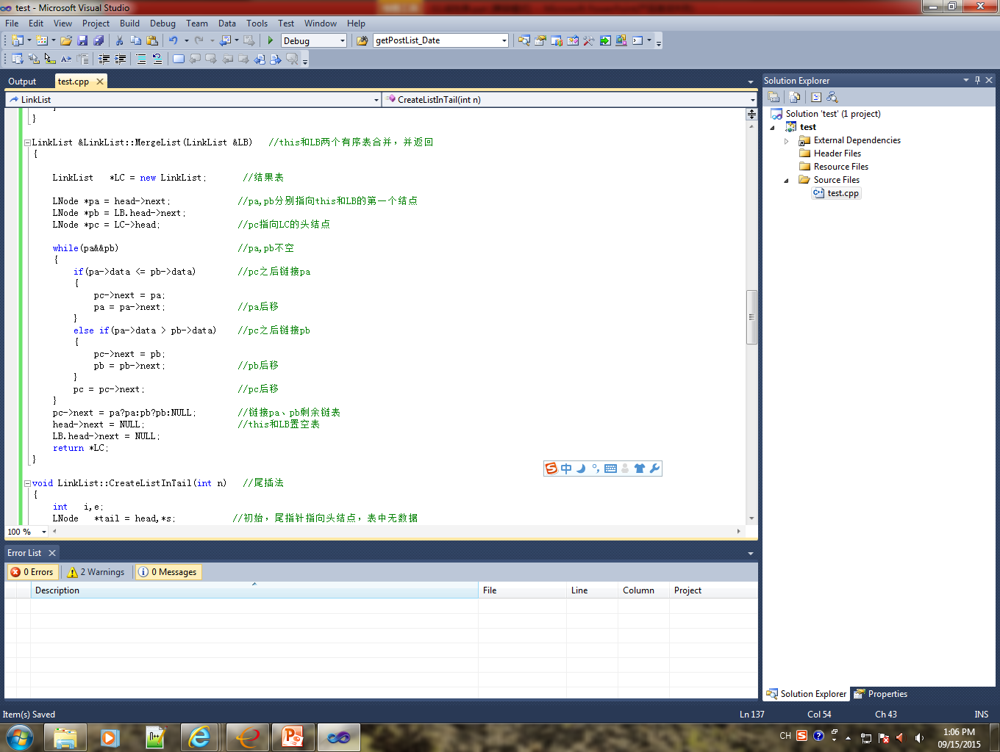 test - Microsoft Visual Studio
File Edit View Project Build Debug Team Data Tools Test Window Help
Debug getPostList_Date
Output test.cpp
LinkList CreateListInTail(int n)
}
}
LinkList &LinkList::MergeList(LinkList &LB) //this和LB两个有序表合并，并返回
{
LinkList *LC = new LinkList; //结果表
LNode *pa = head->next; //pa,pb分别指向this和LB的第一个结点
LNode *pb = LB.head->next;
LNode *pc = LC->head; //pc指向LC的头结点
while(pa&&pb) //pa,pb不空
{
if(pa->data <= pb->data) //pc之后链接pa
{
pc->next = pa;
pa = pa->next; //pa后移
}
else if(pa->data > pb->data) //pc之后链接pb
{
pc->next = pb;
pb = pb->next; //pb后移
}
pc = pc->next; //pc后移
}
pc->next = pa?pa:pb?pb:NULL; //链接pa、pb剩余链表
head->next = NULL; //this和LB置空表
LB.head->next = NULL;
return *LC;
}
void LinkList::CreateListInTail(int n) //尾插法
{
int i,e;
LNode *tail = head,*s; //初始，尾指针指向头结点，表中无数据
100 %
中
Error List
0 Errors 2 Warnings 0 Messages
Description File Line Column Project
Solution Explorer
Solution 'test' (1 project)
test
External Dependencies
Header Files
Resource Files
Source Files
test.cpp
Solution Explorer Properties
Item(s) Saved Ln 137 Col 54 Ch 43 INS
CH 1:06 PM
09/15/2015